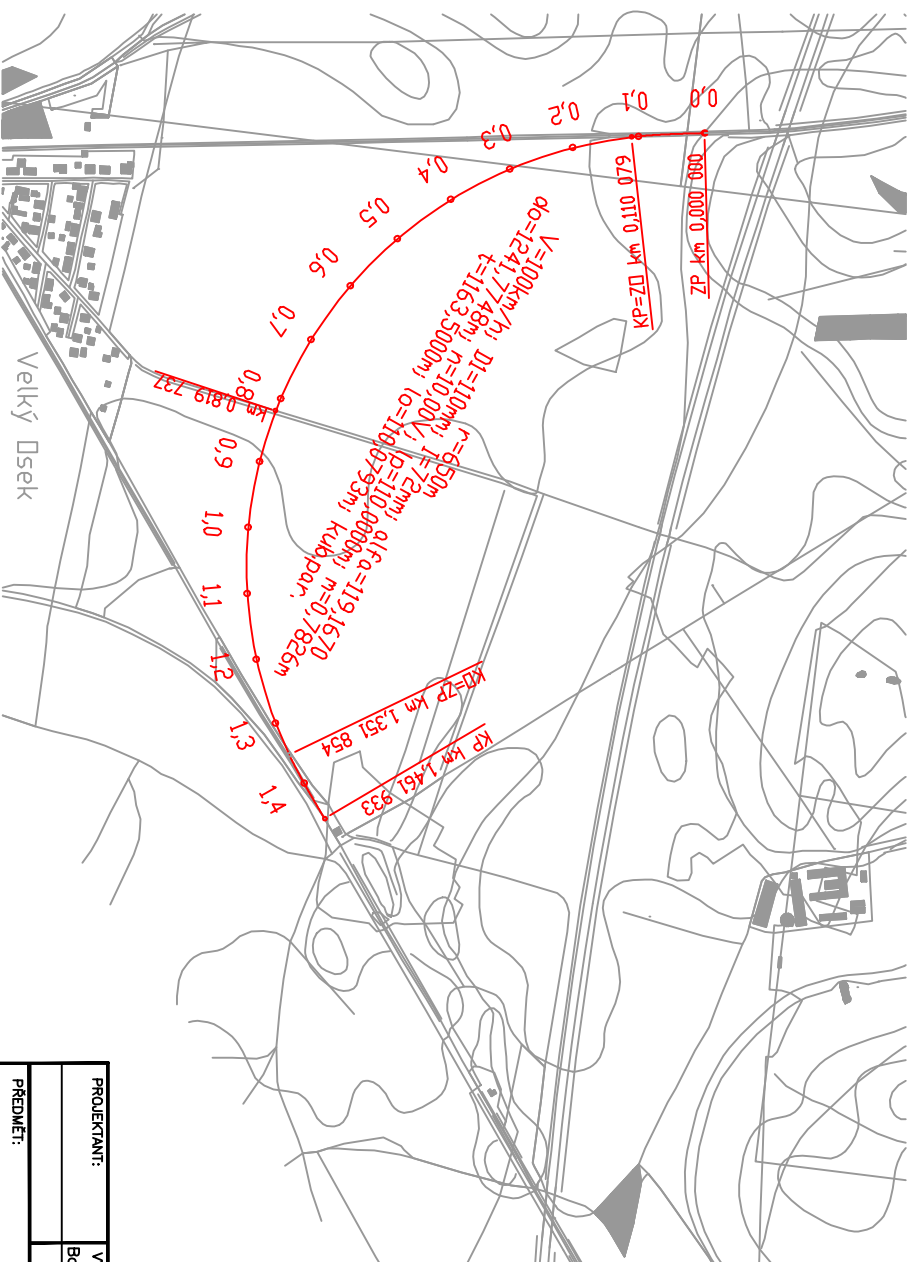 0,0
0,1
0,2
0,3
0,4
0,5
0,6
0,7
0,8
0,9
1,0
1,1
1,2
1,3
1,4
ZP km 0,000 000
KP=ZO km 0,110 079
km 0,819 737
KO=ZP km 1,351 854
KP km 1,461 933
r=650m
V=100km/h; D1=110mm; I=72mm; alfa=119,1670
do=1241,7748m; n=10,00V; lp=110,0000m; m=0,7826m
t=1163,5000m; lo=110,0793m; kub.par.
Velký Osek
PROJEKTANT:
PŘEDMĚT: